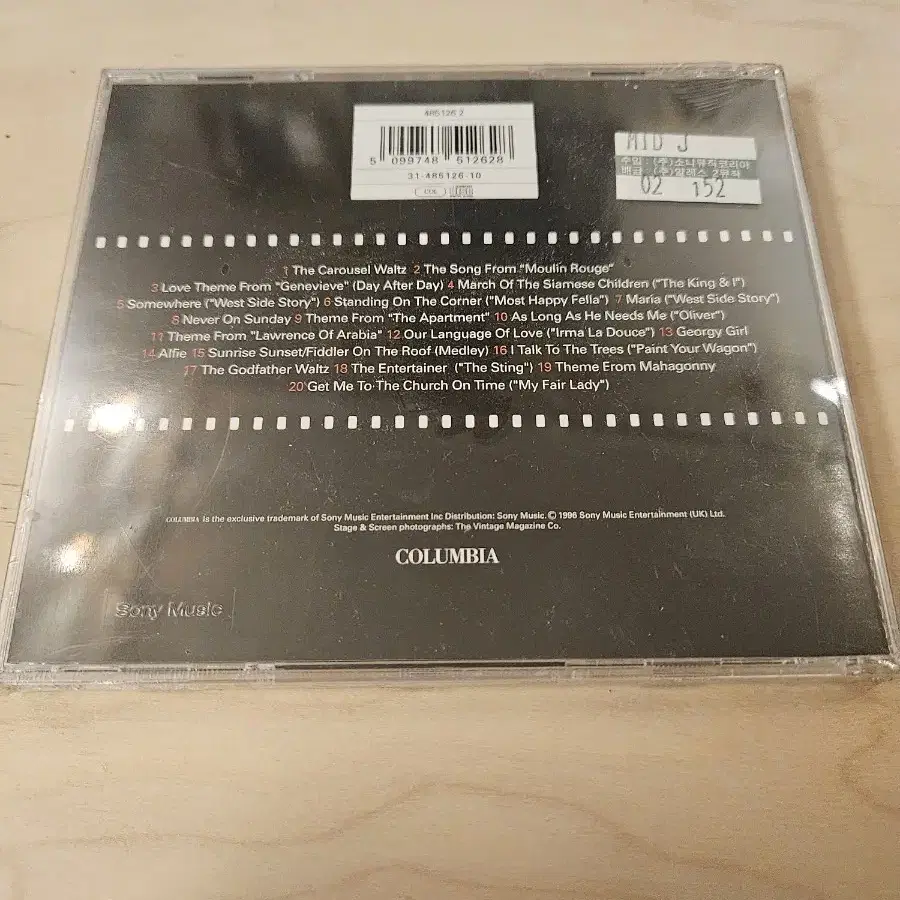 485126 2
5 099748 512628
31-485126-10
COL
MID J
수입 : (주)소니뮤직코리아
배급 : (주)알레스 2뮤직
02 152
1 The Carousel Waltz 2 The Song From "Moulin Rouge"
3 Love Theme From "Genevieve" (Day After Day) 4 March Of The Siamese Children ("The King & I")
5 Somewhere ("West Side Story") 6 Standing On The Corner ("Most Happy Fella") 7 Maria ("West Side Story")
8 Never On Sunday 9 Theme From "The Apartment" 10 As Long As He Needs Me ("Oliver")
11 Theme From "Lawrence Of Arabia" 12 Our Language Of Love ("Irma La Douce") 13 Georgy Girl
14 Alfie 15 Sunrise Sunset/Fiddler On The Roof (Medley) 16 I Talk To The Trees ("Paint Your Wagon")
17 The Godfather Waltz 18 The Entertainer ("The Sting") 19 Theme From Mahagonny
20 Get Me To The Church On Time ("My Fair Lady")
COLUMBIA is the exclusive trademark of Sony Music Entertainment Inc Distribution: Sony Music. © 1996 Sony Music Entertainment (UK) Ltd.
Stage & Screen photographs: The Vintage Magazine Co.
COLUMBIA
Sony Music